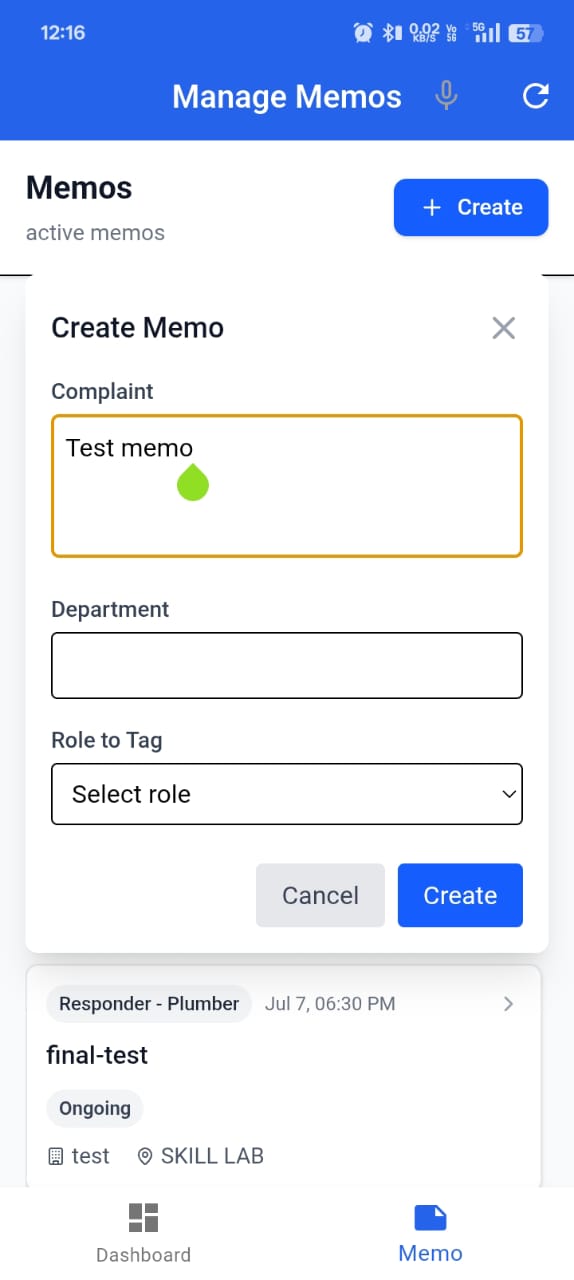 12:16
0.02 KB/S Vo 5G 5G 57
Manage Memos
Memos
+ Create
active memos
Create Memo
Complaint
Test memo
Department
Role to Tag
Select role
Cancel Create
Responder - Plumber Jul 7, 06:30 PM
final-test
Ongoing
test SKILL LAB
Dashboard Memo